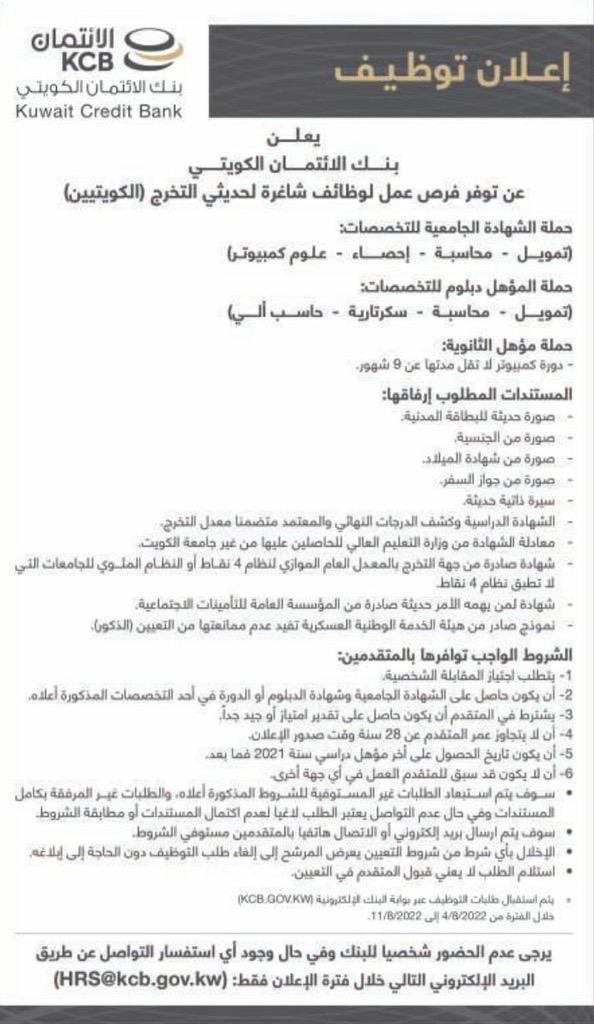 الائتمان
KCB
بنك الائتمان الكويتي
Kuwait Credit Bank
إعلان توظيف
يعلن
بنك الائتمان الكويتي
عن توفر فرص عمل لوظائف شاغرة لحديثي التخرج (الكويتيين)
حملة الشهادة الجامعية للتخصصات:
(تمويل - محاسبة - إحصاء - علوم كمبيوتر)
حملة المؤهل دبلوم للتخصصات:
(تمويل - محاسبة - سكرتارية - حاسب ألي)
حملة مؤهل الثانوية:
- دورة كمبيوتر لا تقل مدتها عن 9 شهور.
المستندات المطلوب إرفاقها:
- صورة حديثة للبطاقة المدنية.
- صورة من الجنسية.
- صورة من شهادة الميلاد.
- صورة من جواز السفر.
- سيرة ذاتية حديثة.
- الشهادة الدراسية وكشف الدرجات النهائي والمعتمد متضمنا معدل التخرج.
- معادلة الشهادة من وزارة التعليم العالي للحاصلين عليها من غير جامعة الكويت.
- شهادة صادرة من جهة التخرج بالمعدل العام الموازي لنظام 4 نقاط أو النظام المئوي للجامعات التي
لا تطبق نظام 4 نقاط.
- شهادة لمن يهمه الأمر حديثة صادرة من المؤسسة العامة للتأمينات الاجتماعية.
- نموذج صادر من هيئة الخدمة الوطنية العسكرية تفيد عدم ممانعتها من التعيين (الذكور).
الشروط الواجب توافرها بالمتقدمين:
1- يتطلب اجتياز المقابلة الشخصية.
2- أن يكون حاصل على الشهادة الجامعية وشهادة الدبلوم أو الدورة في أحد التخصصات المذكورة أعلاه.
3- يشترط في المتقدم أن يكون حاصل على تقدير امتياز أو جيد جداً.
4- أن لا يتجاوز عمر المتقدم عن 28 سنة وقت صدور الإعلان.
5- أن يكون تاريخ الحصول على أخر مؤهل دراسي سنة 2021 فما بعد.
6- أن لا يكون قد سبق للمتقدم العمل في أي جهة أخرى.
• سوف يتم استبعاد الطلبات غير المستوفية للشروط المذكورة أعلاه، والطلبات غير المرفقة بكامل
المستندات وفي حال عدم التواصل يعتبر الطلب لاغيا لعدم اكتمال المستندات أو مطابقة الشروط.
• سوف يتم ارسال بريد إلكتروني أو الاتصال هاتفيا بالمتقدمين مستوفي الشروط.
• الإخلال بأي شرط من شروط التعيين يعرض المرشح إلى إلغاء طلب التوظيف دون الحاجة إلى إبلاغه.
• استلام الطلب لا يعني قبول المتقدم في التعيين.
• يتم استقبال طلبات التوظيف عبر بوابة البنك الإلكترونية (KCB.GOV.KW)
خلال الفترة من 4/8/2022 إلى 11/8/2022.
يرجى عدم الحضور شخصيا للبنك وفي حال وجود أي استفسار التواصل عن طريق
البريد الإلكتروني التالي خلال فترة الإعلان فقط: (HRS@kcb.gov.kw)